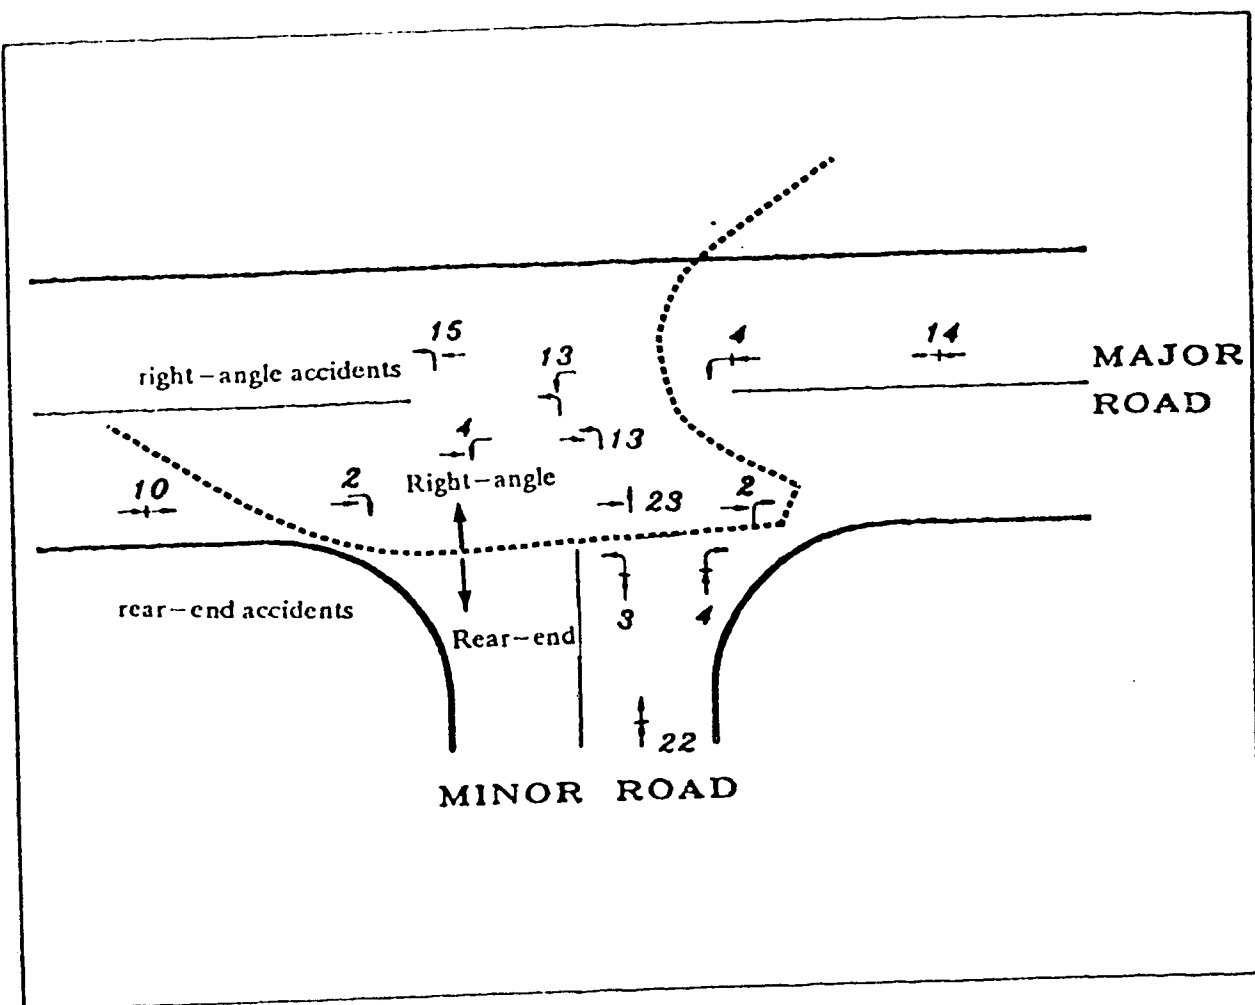 15
13
4
14
MAJOR
ROAD
right-angle accidents
4
13
10
2
Right-angle
23
2
rear-end accidents
3
4
Rear-end
22
MINOR ROAD